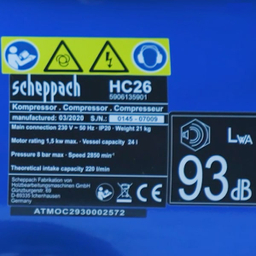 scheppach HC26
5906135901
Kompressor . Compressor . Compresseur
manufactured: 03/2020 S./N.: 0145 - 07009
Main connection 230 V ~ 50 Hz · IP20 · Weight 21 kg
Motor rating 1,5 kw max. · Vessel capacity 24 l
Pressure 8 bar max · Speed 2850 min⁻¹
Theoretical intake capacity 220 l/min
Scheppach Fabrikation von
Holzbearbeitungsmaschinen GmbH
Günzburger Str. 69
D-89335 Ichenhausen
Germany
ATMOC2930002572
LWA
93dB